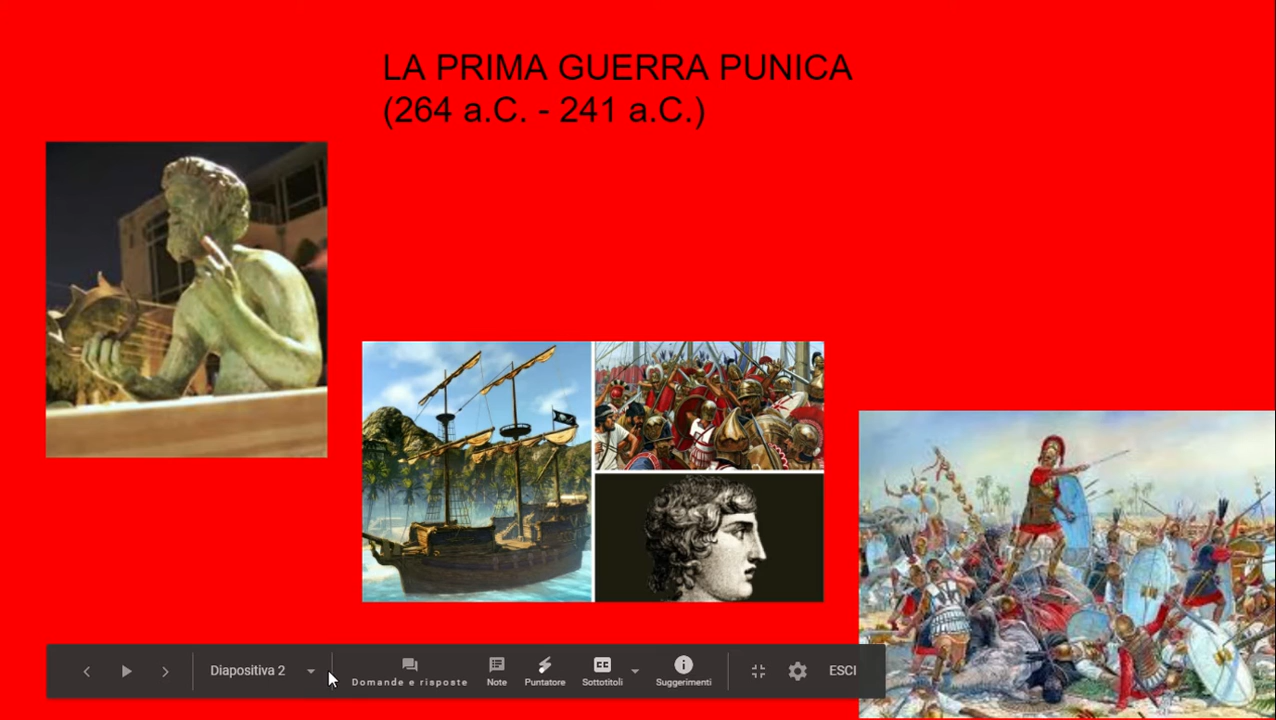 LA PRIMA GUERRA PUNICA
(264 a.C. - 241 a.C.)
Diapositiva 2
Domande e risposte
Note
Puntatore
Sottotitoli
Suggerimenti
ESCI